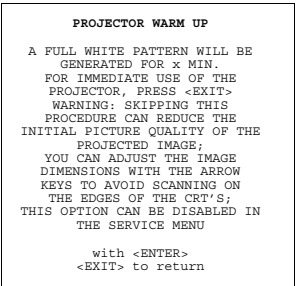 PROJECTOR WARM UP
A FULL WHITE PATTERN WILL BE
GENERATED FOR x MIN.
FOR IMMEDIATE USE OF THE
PROJECTOR, PRESS <EXIT>
WARNING: SKIPPING THIS
PROCEDURE CAN REDUCE THE
INITIAL PICTURE QUALITY OF THE
PROJECTED IMAGE;
YOU CAN ADJUST THE IMAGE
DIMENSIONS WITH THE ARROW
KEYS TO AVOID SCANNING ON
THE EDGES OF THE CRT'S;
THIS OPTION CAN BE DISABLED IN
THE SERVICE MENU
with <ENTER>
<EXIT> to return